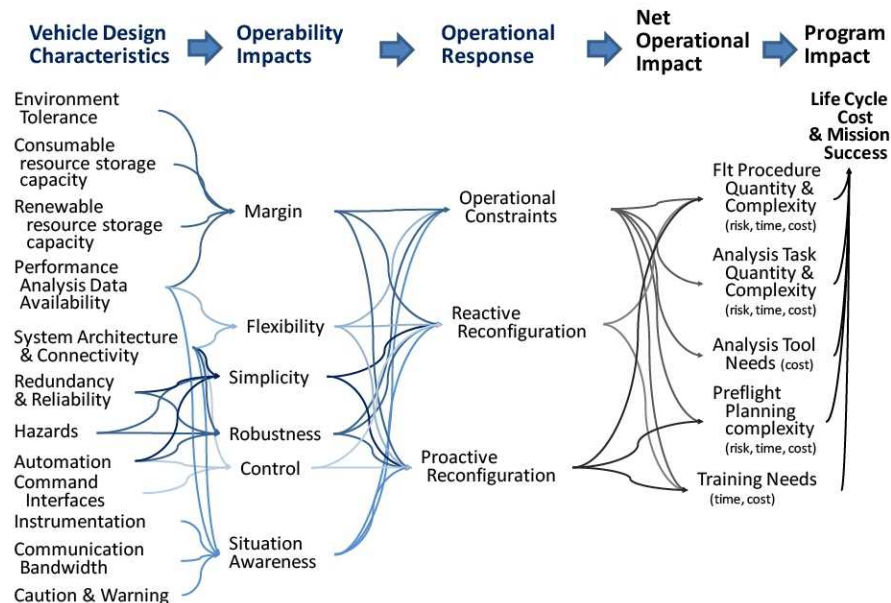 Vehicle Design
Characteristics
Operability
Impacts
Operational
Response
Net
Operational
Impact
Program
Impact
Environment
Tolerance
Consumable
resource storage
capacity
Renewable
resource storage
capacity
Performance
Analysis Data
Availability
System Architecture
& Connectivity
Redundancy
& Reliability
Hazards
Automation
Command
Interfaces
Instrumentation
Communication
Bandwidth
Caution & Warning
Margin
Flexibility
Simplicity
Robustness
Control
Situation
Awareness
Operational
Constraints
Reactive
Reconfiguration
Proactive
Reconfiguration
Flt Procedure
Quantity &
Complexity
(risk, time, cost)
Analysis Task
Quantity &
Complexity
(risk, time, cost)
Analysis Tool
Needs (cost)
Preflight
Planning
complexity
(risk, time, cost)
Training Needs
(time, cost)
Life Cycle
Cost
& Mission
Success